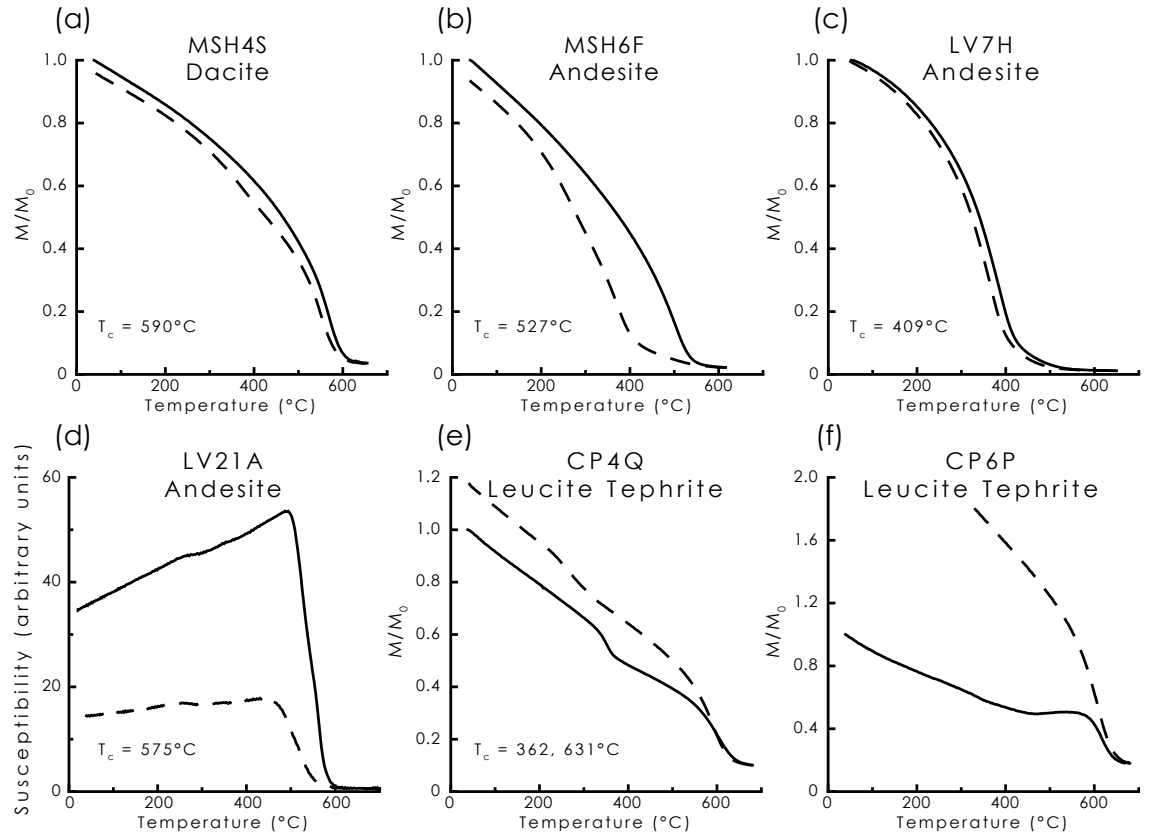 (a)
MSH4S
Dacite
1.0
0.8
0.6
0.4
0.2
0
M/M₀
T_c = 590°C
0 200 400 600
Temperature (°C)
(b)
MSH6F
Andesite
1.0
0.8
0.6
0.4
0.2
0
M/M₀
T_c = 527°C
0 200 400 600
Temperature (°C)
(c)
LV7H
Andesite
1.0
0.8
0.6
0.4
0.2
0
M/M₀
T_c = 409°C
0 200 400 600
Temperature (°C)
(d)
LV21A
Andesite
60
40
20
0
Susceptibility (arbitrary units)
T_c = 575°C
0 200 400 600
Temperature (°C)
(e)
CP4Q
Leucite Tephrite
1.2
1.0
0.8
0.6
0.4
0.2
0
M/M₀
T_c = 362, 631°C
0 200 400 600
Temperature (°C)
(f)
CP6P
Leucite Tephrite
2.0
1.6
1.2
0.8
0.4
0
M/M₀
0 200 400 600
Temperature (°C)